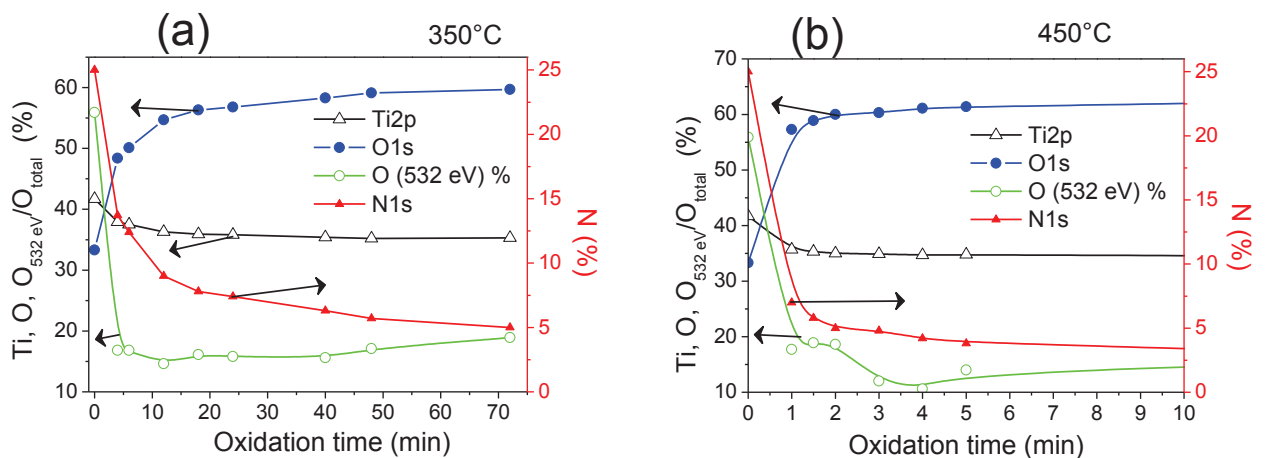 (a) 350°C
Ti, O, O532 eV/Ototal (%)
60
50
40
30
20
10
Ti2p
O1s
O (532 eV) %
N1s
25
20
15
10
5
0
N (%)
0 10 20 30 40 50 60 70
Oxidation time (min)
(b) 450°C
Ti, O, O532 eV/Ototal (%)
70
60
50
40
30
20
10
Ti2p
O1s
O (532 eV) %
N1s
25
20
15
10
5
0
N (%)
0 1 2 3 4 5 6 7 8 9 10
Oxidation time (min)